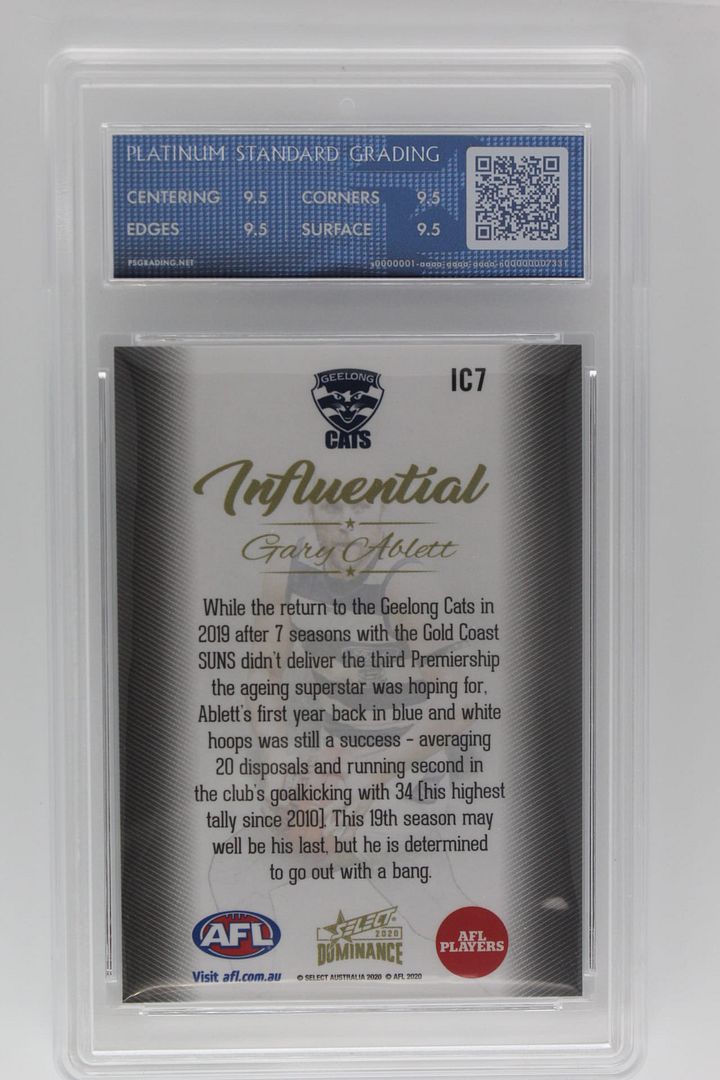 PLATINUM STANDARD GRADING
CENTERING 9.5 CORNERS 9.5
EDGES 9.5 SURFACE 9.5
PSGRADING.NET
GEELONG
CATS
IC7
Influential
Gary Ablett
While the return to the Geelong Cats in
2019 after 7 seasons with the Gold Coast
SUNS didn't deliver the third Premiership
the ageing superstar was hoping for,
Ablett's first year back in blue and white
hoops was still a success - averaging
20 disposals and running second in
the club's goalkicking with 34 [his highest
tally since 2010]. This 19th season may
well be his last, but he is determined
to go out with a bang.
AFL
Visit afl.com.au
SELECT
2020
DOMINANCE
© SELECT AUSTRALIA 2020 © AFL 2020
AFL
PLAYERS